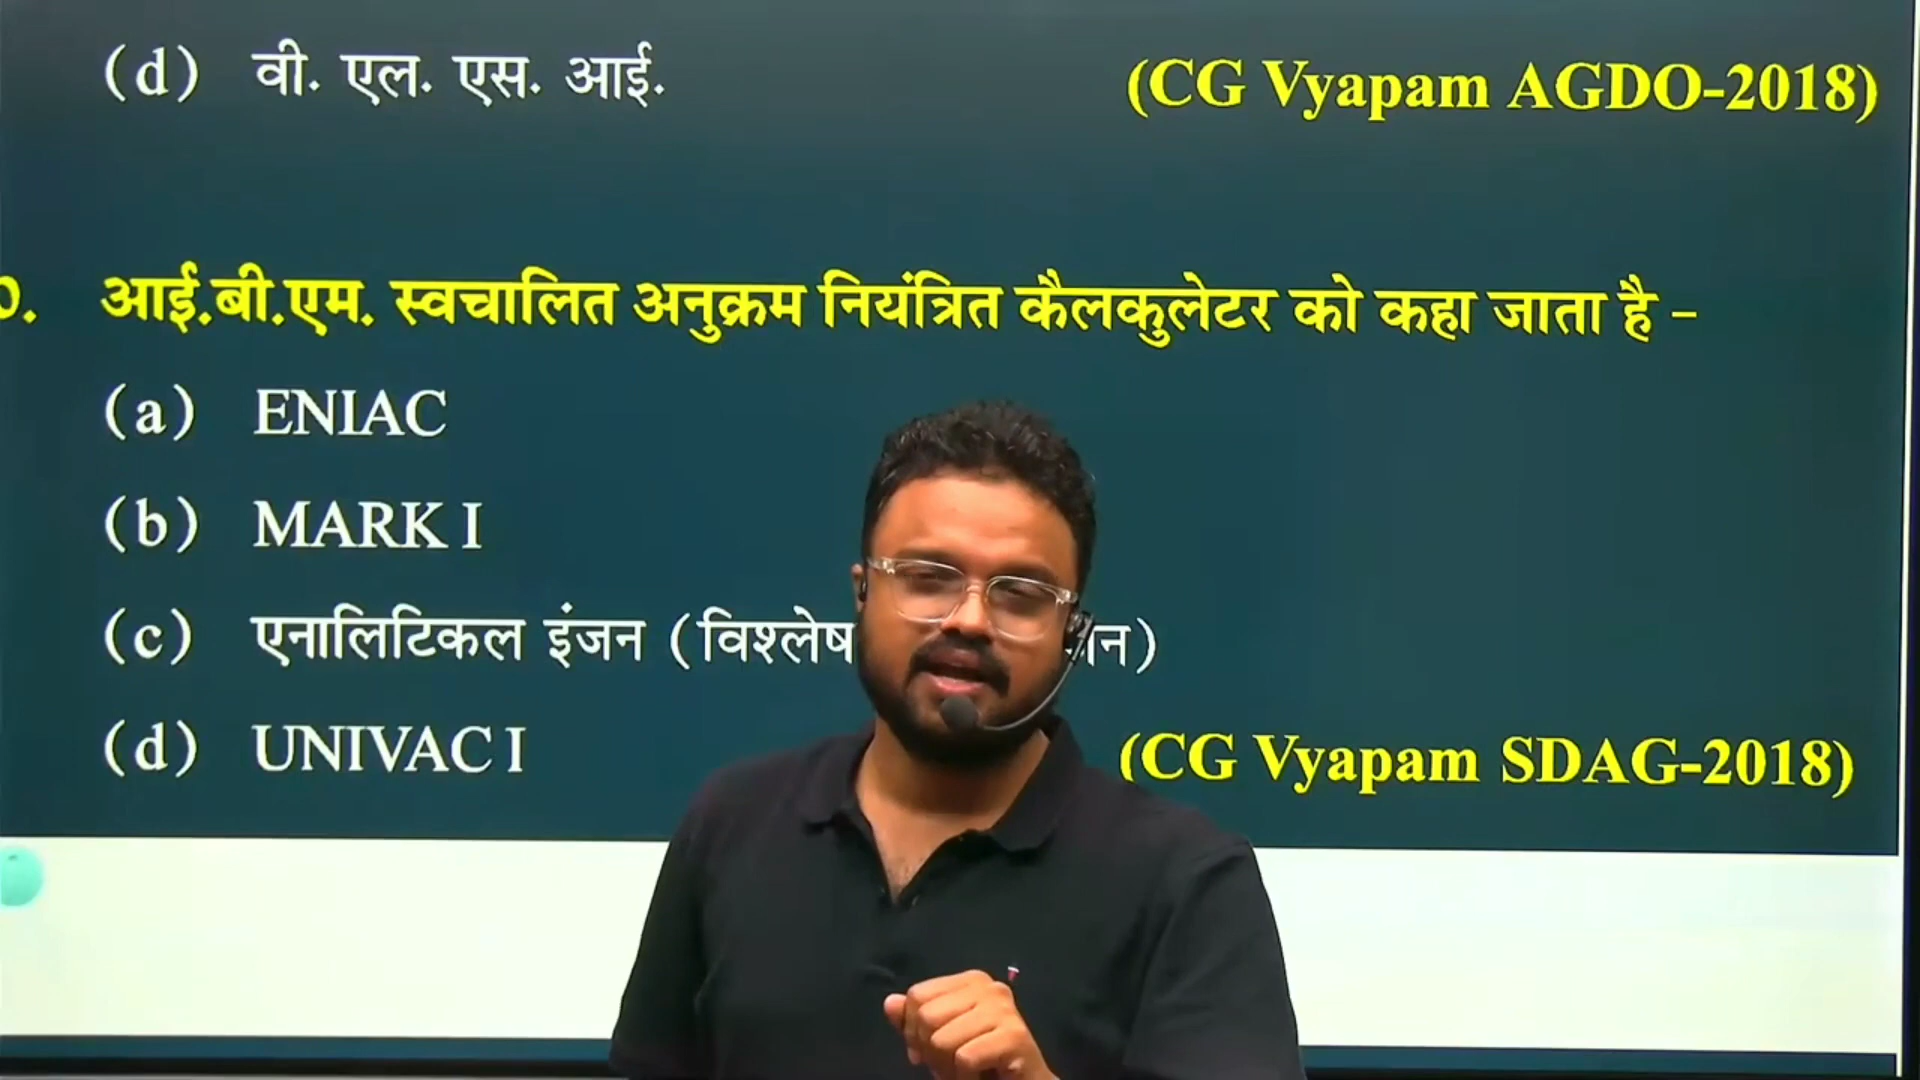 (d) वी. एल. एस. आई. (CG Vyapam AGDO-2018)
आई.बी.एम. स्वचालित अनुक्रम नियंत्रित कैलकुलेटर को कहा जाता है –
(a) ENIAC
(b) MARK I
(c) एनालिटिकल इंजन
(d) UNIVAC I (CG Vyapam SDAG-2018)